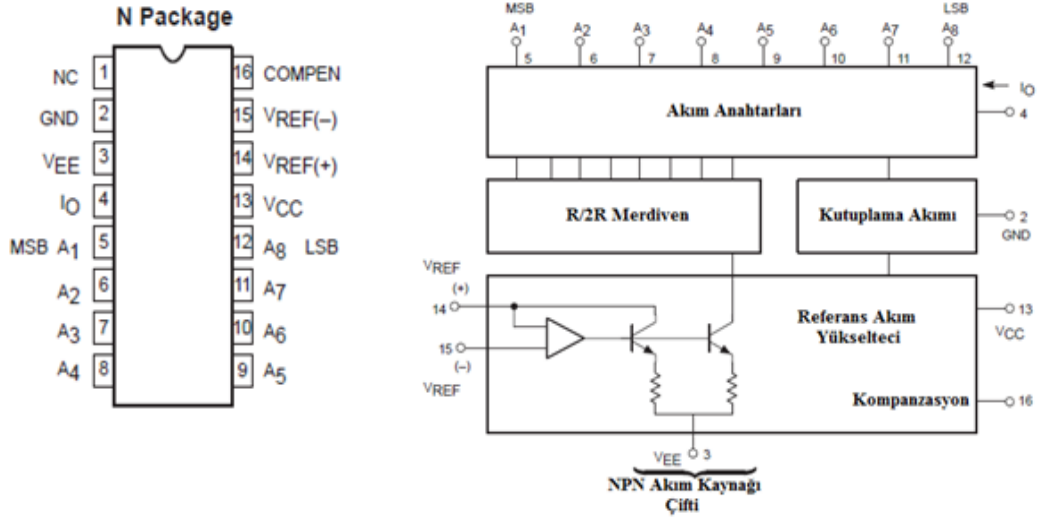 N Package
NC 1 16 COMPEN
GND 2 15 VREF(–)
VEE 3 14 VREF(+)
IO 4 13 VCC
MSB A1 5 12 A8 LSB
A2 6 11 A7
A3 7 10 A6
A4 8 9 A5
MSB LSB
A1 A2 A3 A4 A5 A6 A7 A8
5 6 7 8 9 10 11 12
Akım Anahtarları
IO
4
R/2R Merdiven
Kutuplama Akımı
2
GND
VREF
(+)
14
15
(–)
VREF
Referans Akım
Yükselteci
13
VCC
Kompanzasyon
16
VEE 3
NPN Akım Kaynağı
Çifti